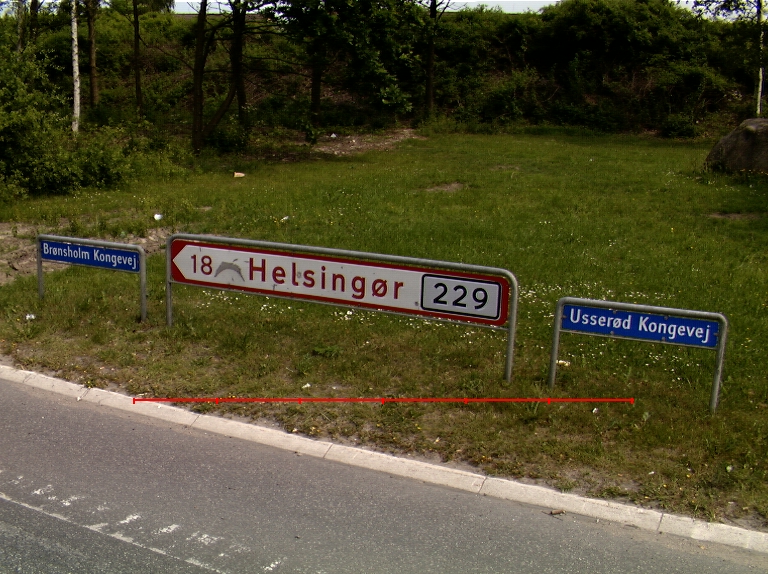 Brønsholm Kongevej
18 Helsingør 229
Usserød Kongevej